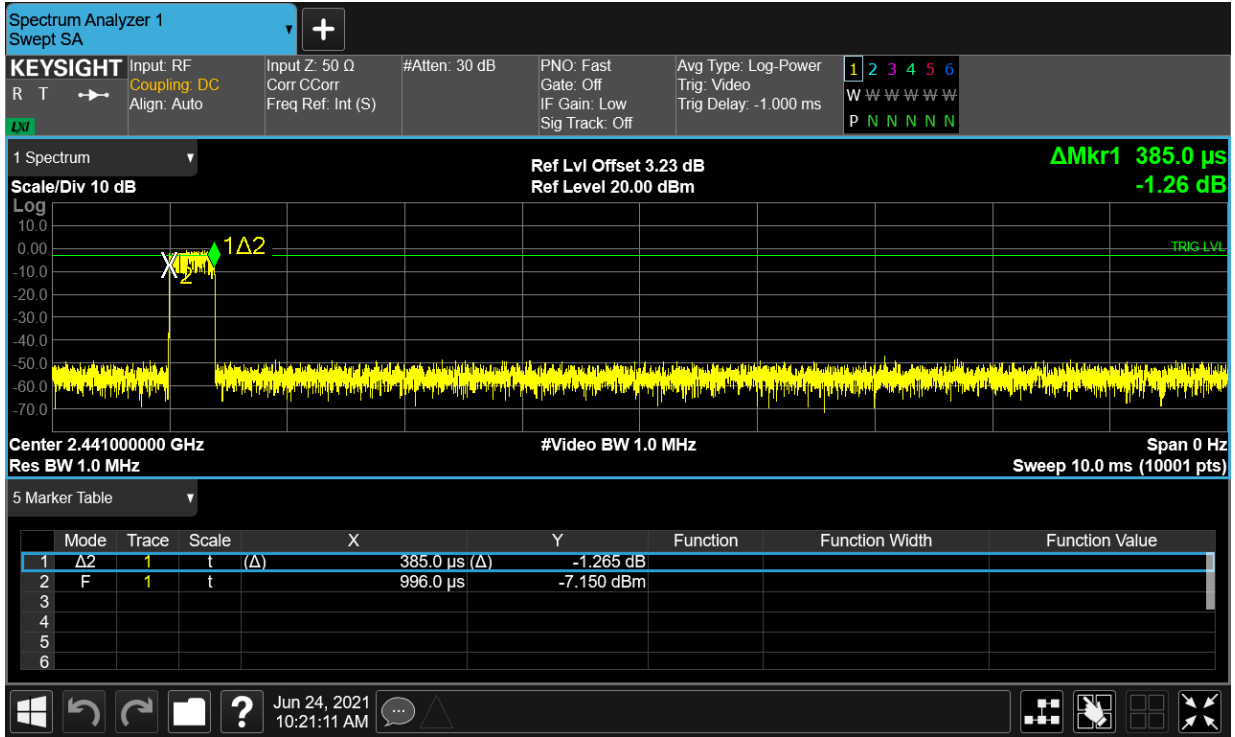 Spectrum Analyzer 1
Swept SA
▼
+
KEYSIGHT
R T
LXI
Input: RF
Coupling: DC
Align: Auto
Input Z: 50 Ω
Corr CCorr
Freq Ref: Int (S)
#Atten: 30 dB
PNO: Fast
Gate: Off
IF Gain: Low
Sig Track: Off
Avg Type: Log-Power
Trig: Video
Trig Delay: -1.000 ms
1 2 3 4 5 6
W W W W W W
P N N N N N
1 Spectrum ▼
Scale/Div 10 dB
Ref Lvl Offset 3.23 dB
Ref Level 20.00 dBm
ΔMkr1 385.0 µs
-1.26 dB
Log
10.0
0.00
-10.0
-20.0
-30.0
-40.0
-50.0
-60.0
-70.0
X
2
1Δ2
TRIG LVL
Center 2.441000000 GHz #Video BW 1.0 MHz Span 0 Hz
Res BW 1.0 MHz Sweep 10.0 ms (10001 pts)
5 Marker Table ▼
Mode Trace Scale X Y Function Function Width Function Value
1 Δ2 1 t (Δ) 385.0 µs (Δ) -1.265 dB
2 F 1 t 996.0 µs -7.150 dBm
3
4
5
6
?
Jun 24, 2021
10:21:11 AM